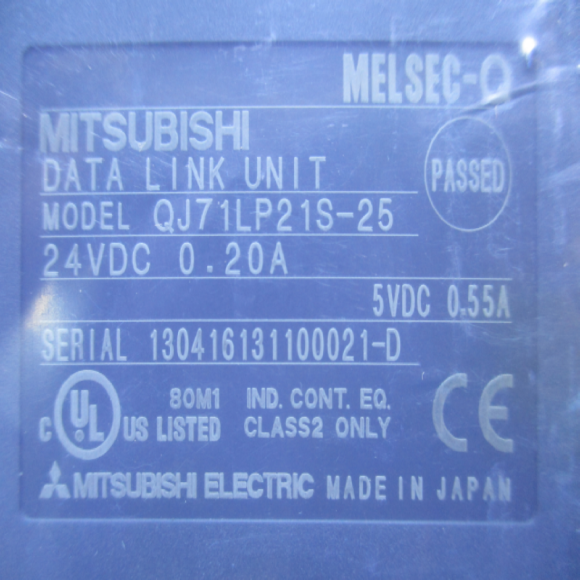 MELSEC-Q
MITSUBISHI
DATA LINK UNIT
PASSED
MODEL QJ71LP21S-25
24VDC 0.20A
5VDC 0.55A
SERIAL 130416131100021-D
C UL US LISTED 80M1 IND. CONT. EQ. CLASS2 ONLY
CE
MITSUBISHI ELECTRIC MADE IN JAPAN